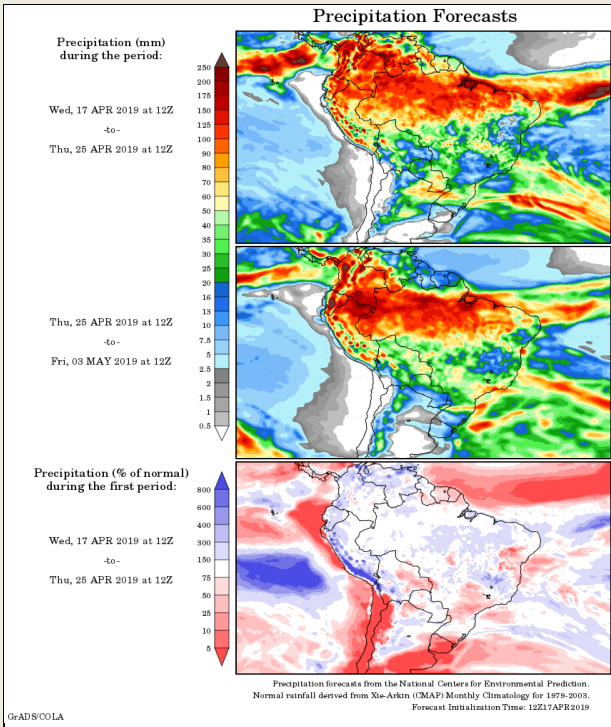 Precipitation Forecasts
Precipitation (mm)
during the period:
Wed, 17 APR 2019 at 12Z
-to-
Thu, 25 APR 2019 at 12Z
250
200
175
150
125
100
90
80
70
60
50
40
35
30
25
20
16
13
10
7.5
5
2.5
2
1.5
1
0.5
Thu, 25 APR 2019 at 12Z
-to-
Fri, 03 MAY 2019 at 12Z
Precipitation (% of normal)
during the first period:
Wed, 17 APR 2019 at 12Z
-to-
Thu, 25 APR 2019 at 12Z
800
600
400
300
150
75
50
25
10
5
Precipitation forecasts from the National Centers for Environmental Prediction.
Normal rainfall derived from Xie-Arkin (CMAP) Monthly Climatology for 1979-2003.
Forecast Initialization Time: 12Z17APR2019
GrADS/COLA